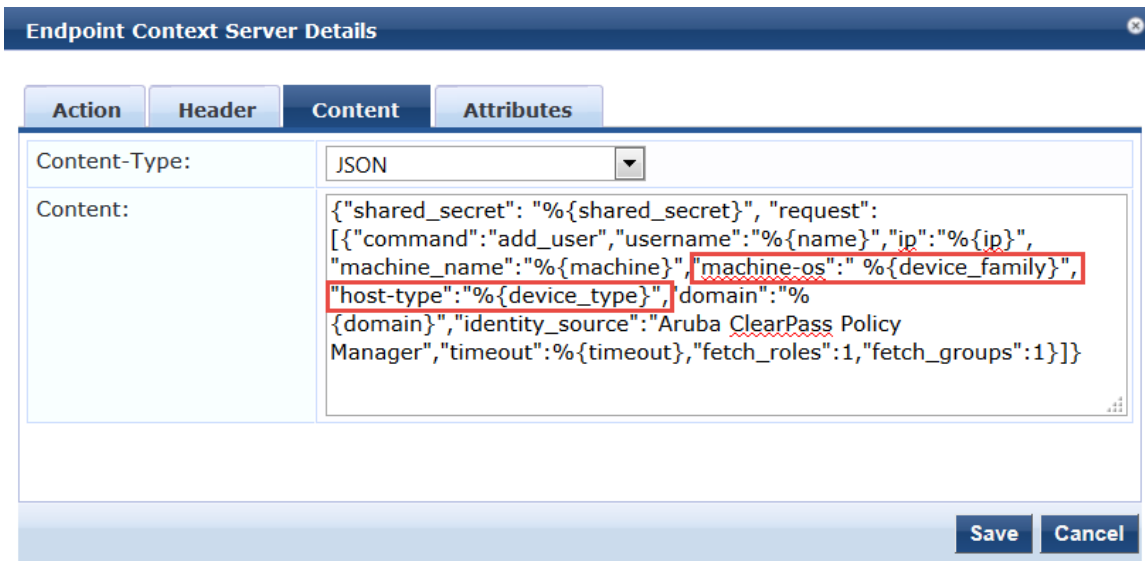 Endpoint Context Server Details
Action Header Content Attributes
Content-Type: JSON
Content: {"shared_secret": "%{shared_secret}", "request":
[{"command":"add_user","username":"%{name}","ip":"%{ip}",
"machine_name":"%{machine}","machine-os":" %{device_family}",
"host-type":"%{device_type}","domain":"%
{domain}","identity_source":"Aruba ClearPass Policy
Manager","timeout":%{timeout},"fetch_roles":1,"fetch_groups":1}]}
Save Cancel